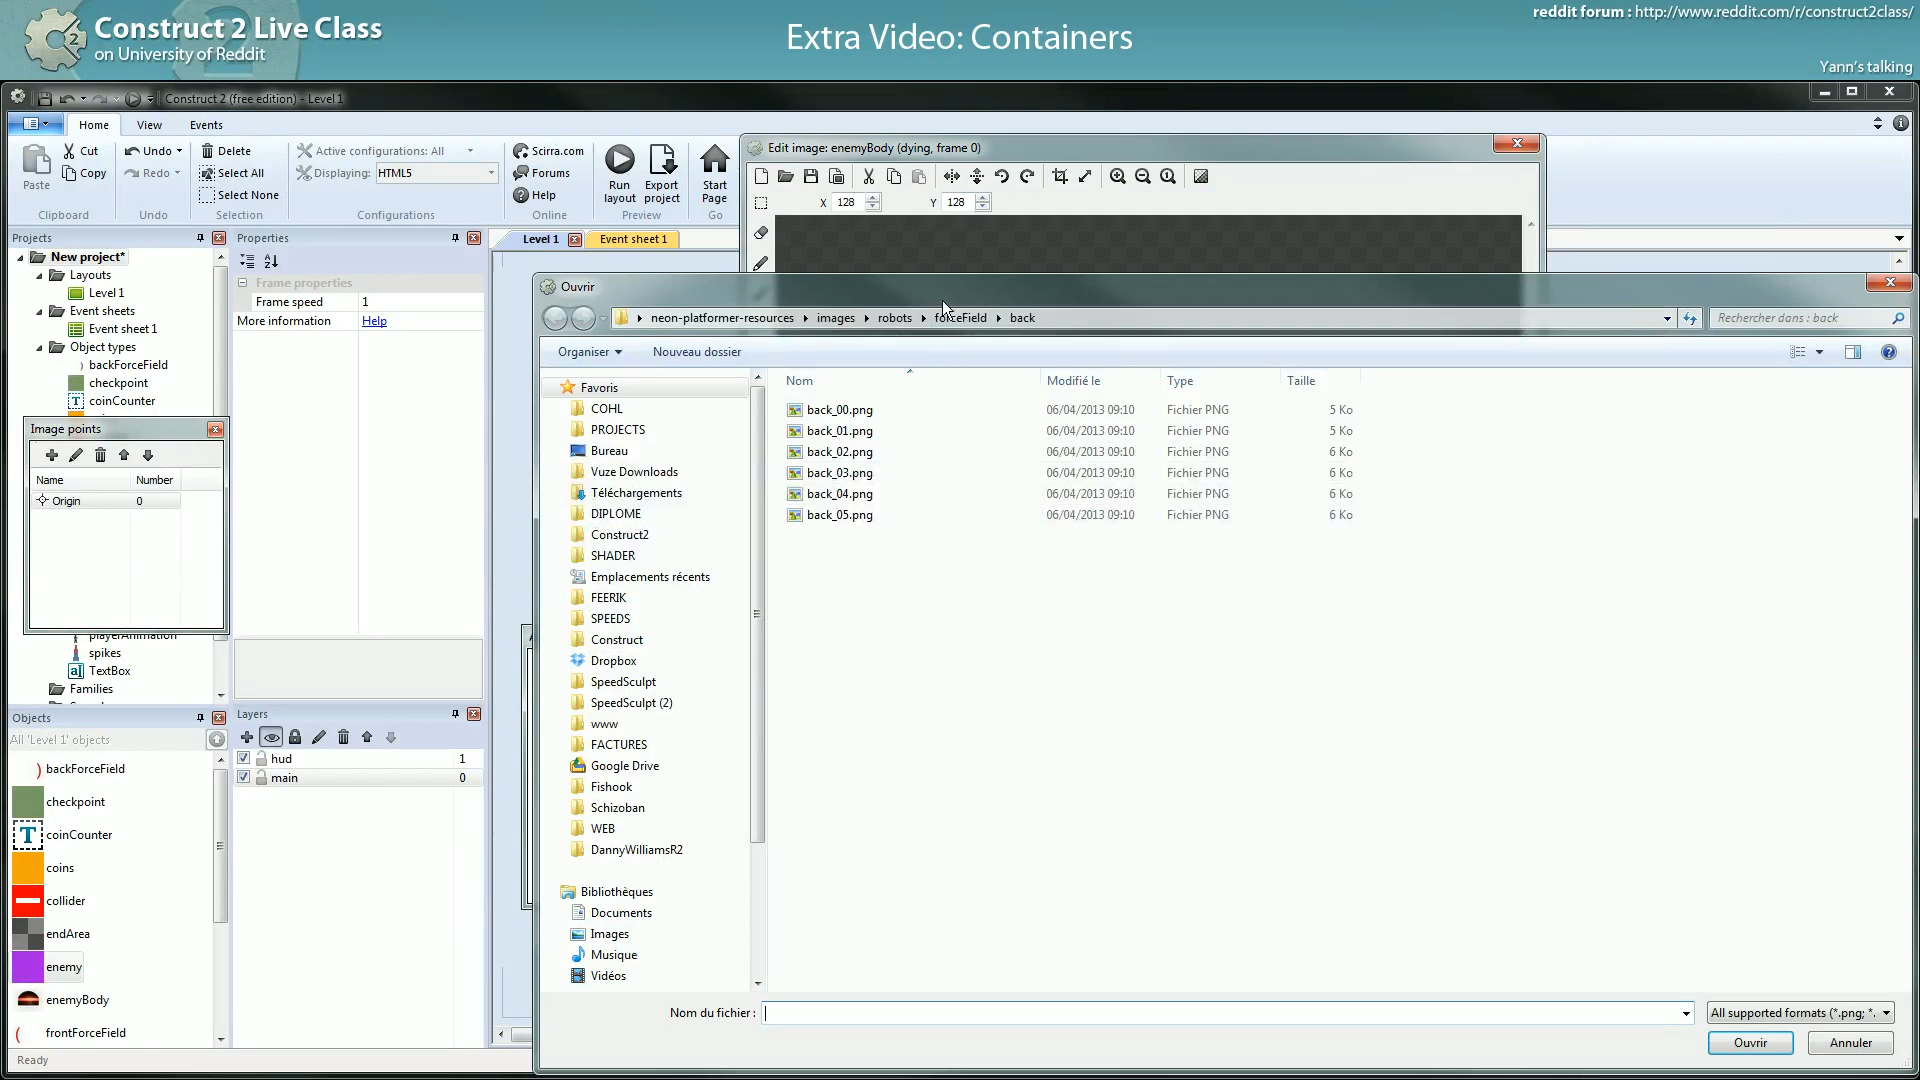 Construct 2 Live Class
on University of Reddit
Extra Video: Containers
reddit forum : http://www.reddit.com/r/construct2class/
Yann's talking
Construct 2 (free edition) - Level 1
Home View Events
Paste
Cut
Copy
Clipboard
Undo
Redo
Undo
Delete
Select All
Select None
Selection
Active configurations: All
Displaying: HTML5
Configurations
Scirra.com
Forums
Help
Online
Run layout
Export project
Preview
Start Page
Go
Edit image: enemyBody (dying, frame 0)
X 128 Y 128
Projects
New project*
Layouts
Level 1
Event sheets
Event sheet 1
Object types
backForceField
checkpoint
coinCounter
Image points
Name Number
Origin 0
spikes
TextBox
Families
Properties
Frame properties
Frame speed 1
More information Help
Level 1 Event sheet 1
Objects
All 'Level 1' objects
backForceField
checkpoint
T coinCounter
coins
collider
endArea
enemy
enemyBody
frontForceField
Layers
hud 1
main 0
Ready
Ouvrir
neon-platformer-resources images robots forceField back
Rechercher dans : back
Organiser Nouveau dossier
Favoris
COHL
PROJECTS
Bureau
Vuze Downloads
Téléchargements
DIPLOME
Construct2
SHADER
Emplacements récents
FEERIK
SPEEDS
Construct
Dropbox
SpeedSculpt
SpeedSculpt (2)
www
FACTURES
Google Drive
Fishook
Schizoban
WEB
DannyWilliamsR2
Bibliothèques
Documents
Images
Musique
Vidéos
Nom Modifié le Type Taille
back_00.png 06/04/2013 09:10 Fichier PNG 5 Ko
back_01.png 06/04/2013 09:10 Fichier PNG 5 Ko
back_02.png 06/04/2013 09:10 Fichier PNG 6 Ko
back_03.png 06/04/2013 09:10 Fichier PNG 6 Ko
back_04.png 06/04/2013 09:10 Fichier PNG 6 Ko
back_05.png 06/04/2013 09:10 Fichier PNG 6 Ko
Nom du fichier :
All supported formats (*.png; *.
Ouvrir Annuler